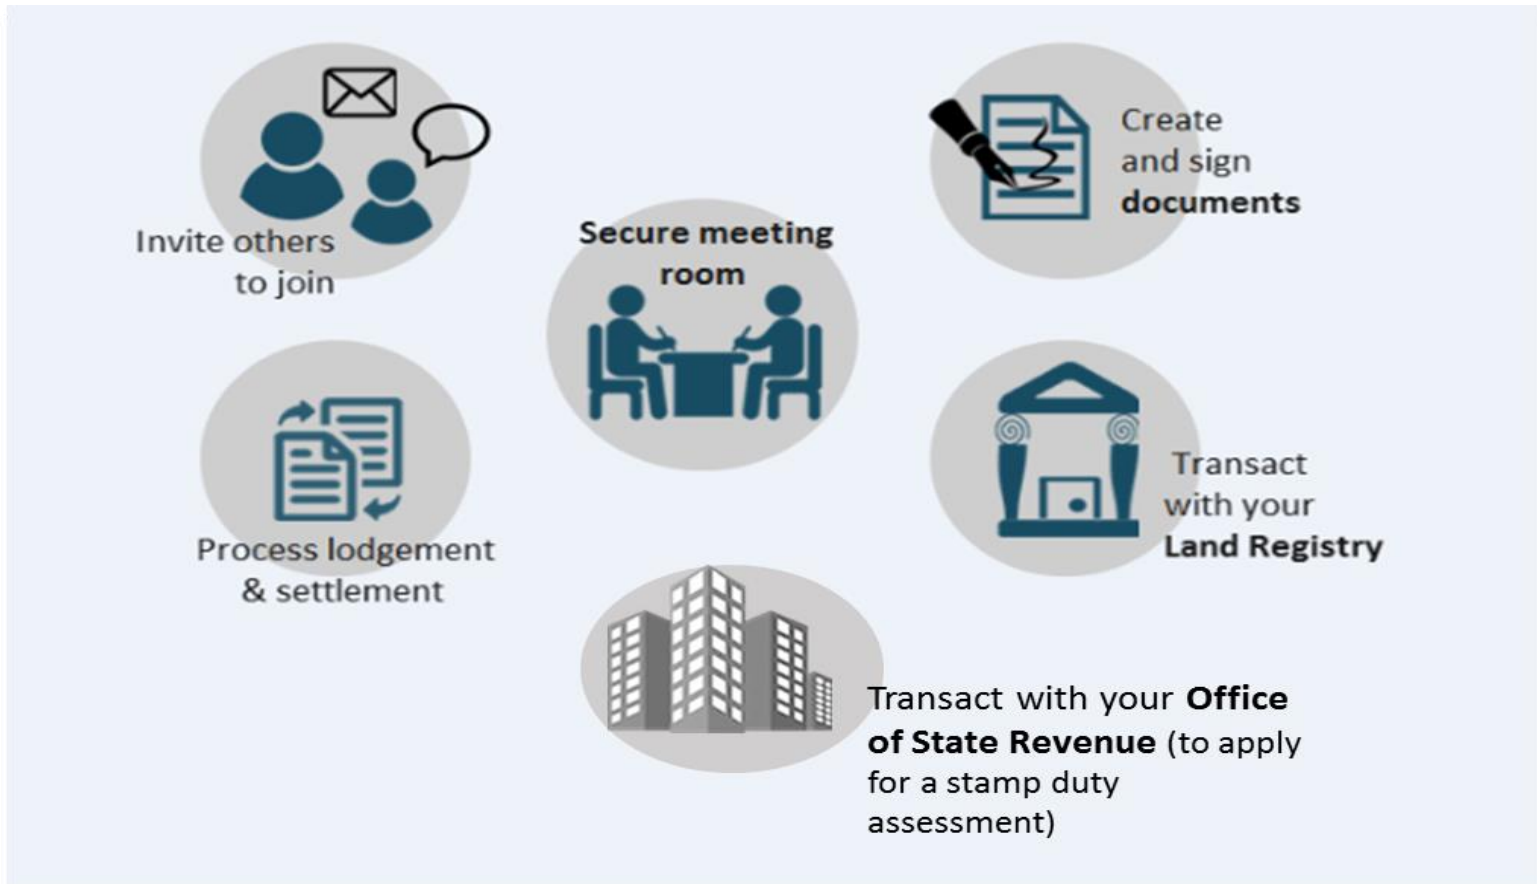 Invite others
to join
Secure meeting
room
Create
and sign
documents
Process lodgement
& settlement
Transact
with your
Land Registry
Transact with your Office
of State Revenue (to apply
for a stamp duty
assessment)